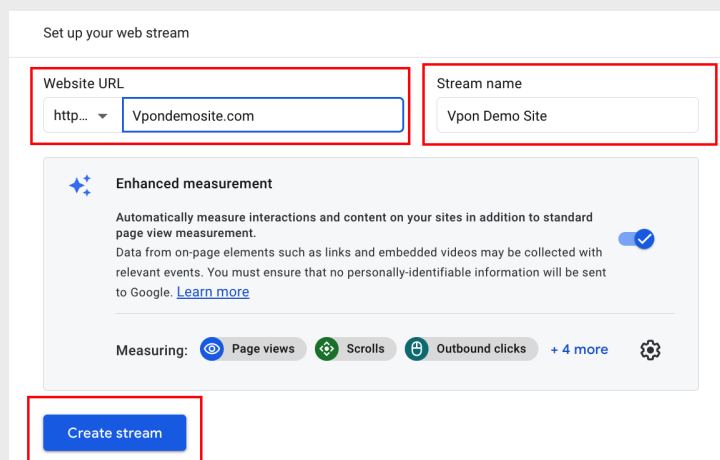 Set up your web stream
Website URL
Stream name
http...
Vpondemosite.com
Vpon Demo Site
Enhanced measurement
Automatically measure interactions and content on your sites in addition to standard
page view measurement.
Data from on-page elements such as links and embedded videos may be collected with
relevant events. You must ensure that no personally-identifiable information will be sent
to Google. Learn more
Measuring: Page views Scrolls Outbound clicks + 4 more
Create stream